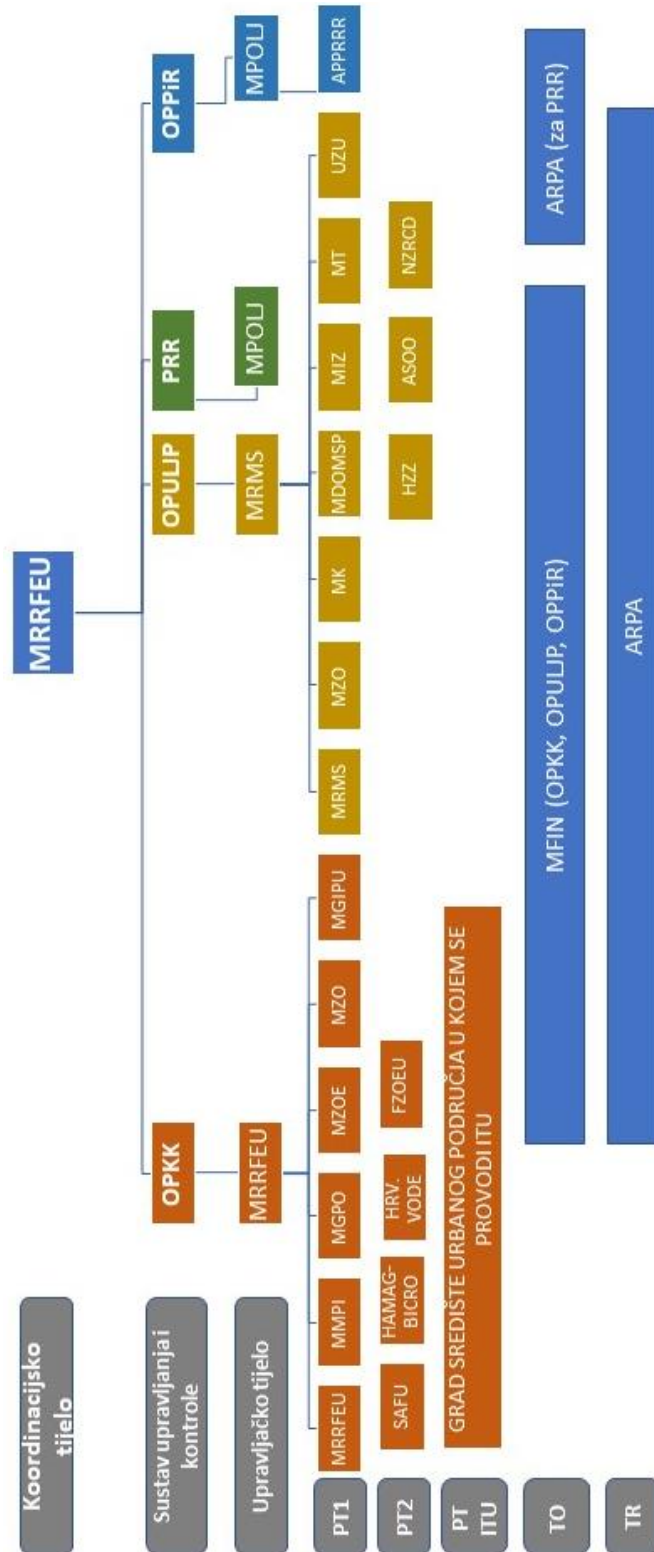 Koordinacijsko
tijelo
MRRFEU
Sustav upravljanja i
kontrole
OPKK
OPULJP
PRR
OPPiR
Upravljačko tijelo
MRRFEU
MRMS
MPOLJ
MPOLJ
PT1
MRRFEU
MMPI
MGPO
MZOE
MZO
MGIPU
MRMS
MZO
MK
MDOMSP
MIZ
MT
UZU
APPRRR
PT2
SAFU
HAMAG-
BICRO
HRV.
VODE
FZOEU
HZZ
ASOO
NZRCD
PT
ITU
GRAD SREDIŠTE URBANOG PODRUČJA U KOJEM SE
PROVODI ITU
TO
MFIN (OPKK, OPULJP, OPPiR)
ARPA (za PRR)
TR
ARPA